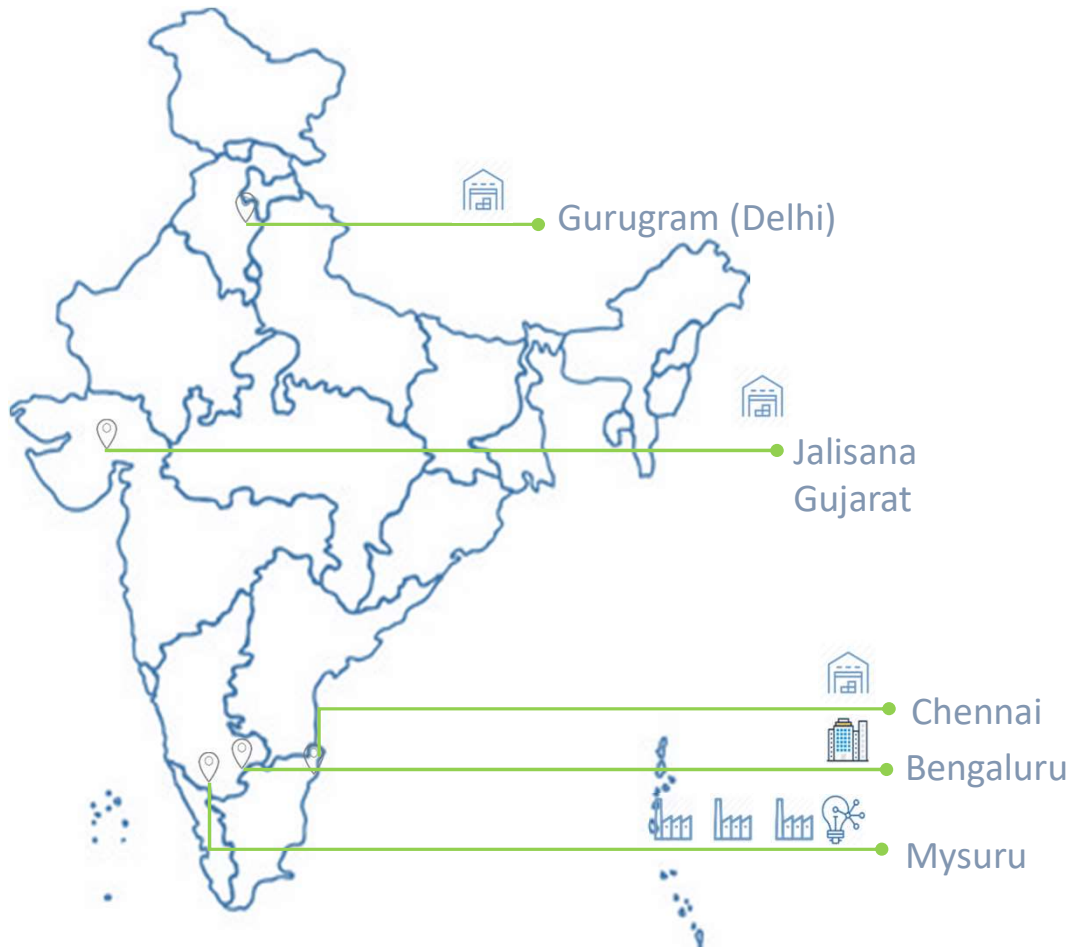 Gurugram (Delhi)
Jalisana
Gujarat
Chennai
Bengaluru
Mysuru